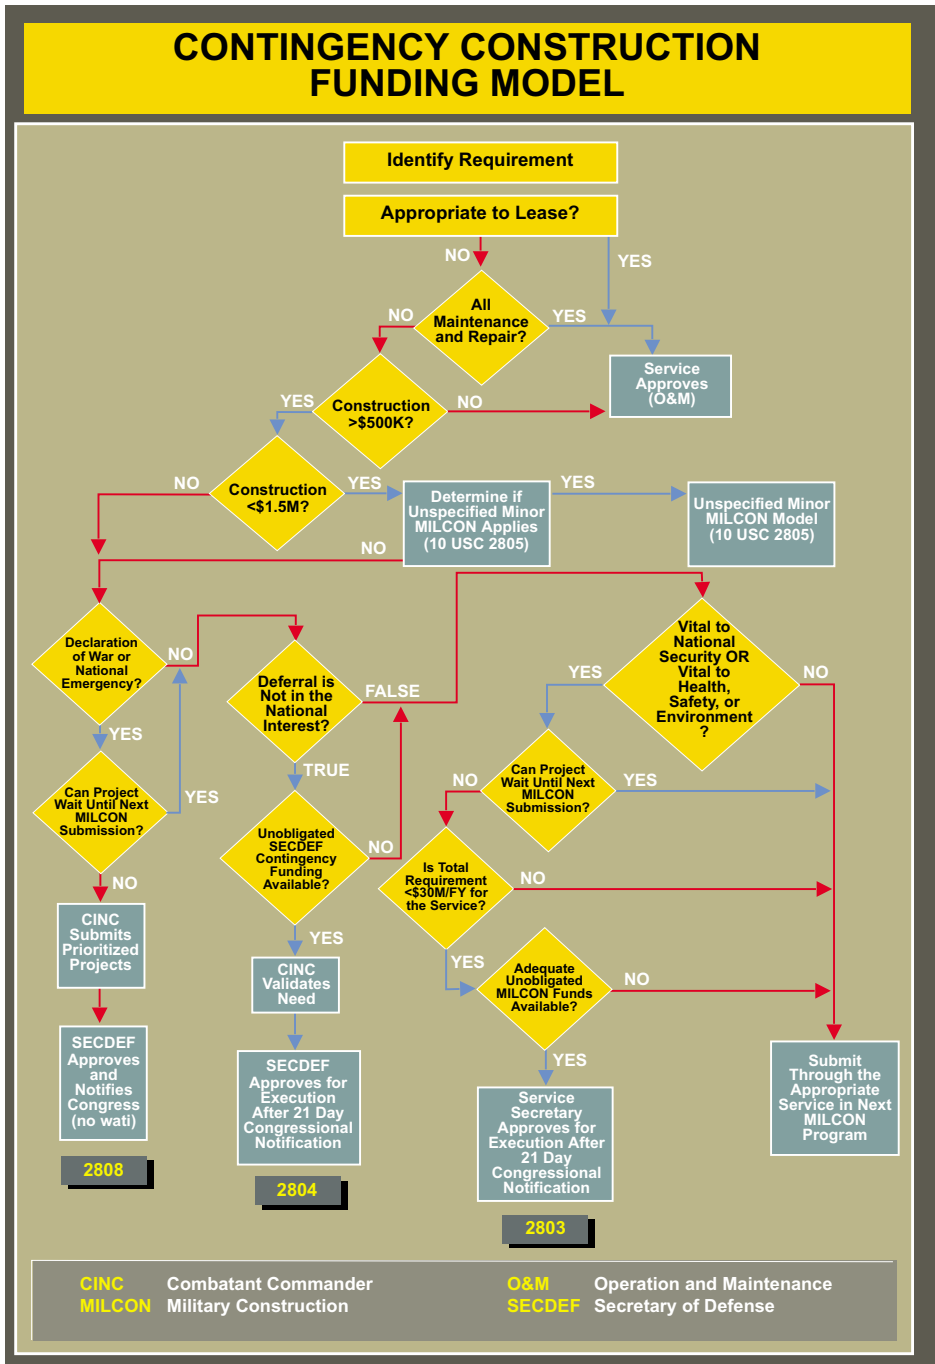 CONTINGENCY CONSTRUCTION
FUNDING MODEL
Identify Requirement
Appropriate to Lease?
NO
YES
All
Maintenance
and Repair?
NO
YES
Service
Approves
(O&M)
Construction
>$500K?
YES
NO
Construction
<$1.5M?
NO
YES
Determine if
Unspecified Minor
MILCON Applies
(10 USC 2805)
YES
Unspecified Minor
MILCON Model
(10 USC 2805)
NO
Declaration
of War or
National
Emergency?
NO
YES
Can Project
Wait Until Next
MILCON
Submission?
YES
NO
CINC
Submits
Prioritized
Projects
SECDEF
Approves
and
Notifies
Congress
(no wati)
2808
Deferral is
Not in the
National
Interest?
FALSE
TRUE
Unobligated
SECDEF
Contingency
Funding
Available?
NO
YES
CINC
Validates
Need
SECDEF
Approves for
Execution
After 21 Day
Congressional
Notification
2804
Vital to
National
Security OR
Vital to
Health,
Safety, or
Environment
?
YES
NO
Can Project
Wait Until Next
MILCON
Submission?
NO
YES
Is Total
Requirement
<$30M/FY for
the Service?
NO
YES
Adequate
Unobligated
MILCON Funds
Available?
NO
YES
Service
Secretary
Approves for
Execution After
21 Day
Congressional
Notification
2803
Submit
Through the
Appropriate
Service in Next
MILCON
Program
CINC Combatant Commander
MILCON Military Construction
O&M Operation and Maintenance
SECDEF Secretary of Defense